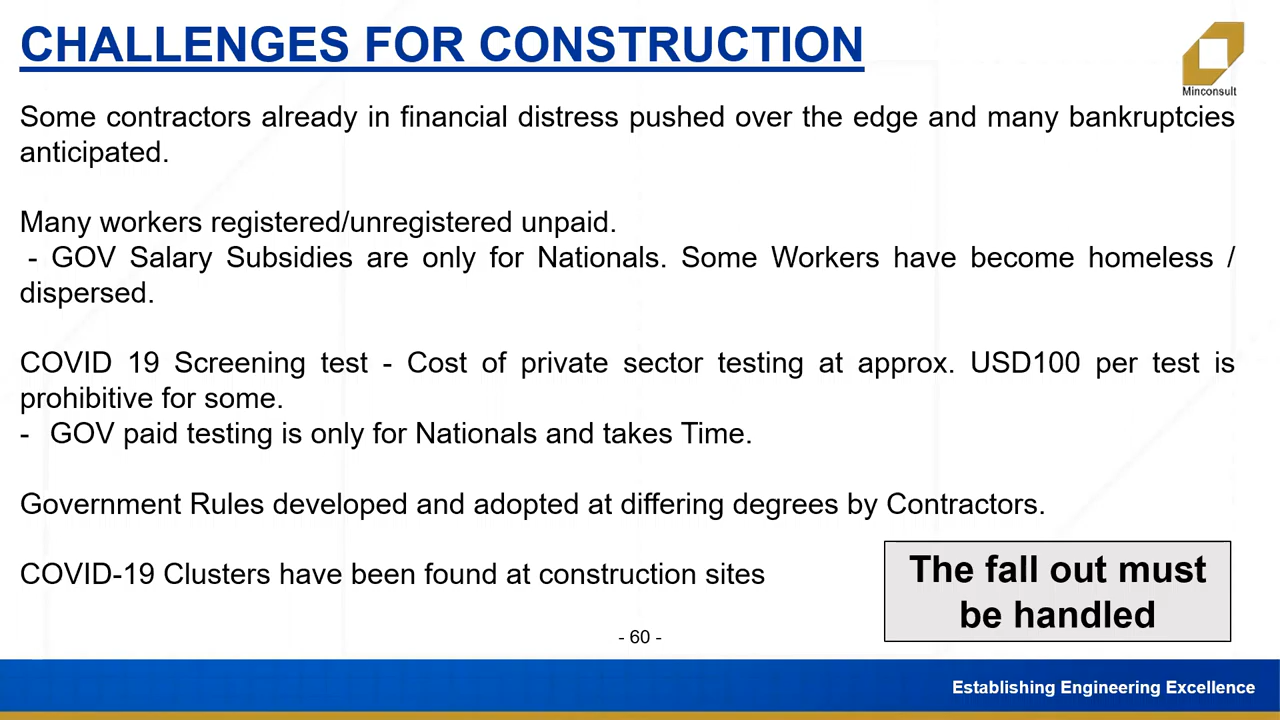 CHALLENGES FOR CONSTRUCTION
Minconsult
Some contractors already in financial distress pushed over the edge and many bankruptcies
anticipated.
Many workers registered/unregistered unpaid.
- GOV Salary Subsidies are only for Nationals. Some Workers have become homeless /
dispersed.
COVID 19 Screening test - Cost of private sector testing at approx. USD100 per test is
prohibitive for some.
- GOV paid testing is only for Nationals and takes Time.
Government Rules developed and adopted at differing degrees by Contractors.
COVID-19 Clusters have been found at construction sites
The fall out must
be handled
- 60 -
Establishing Engineering Excellence